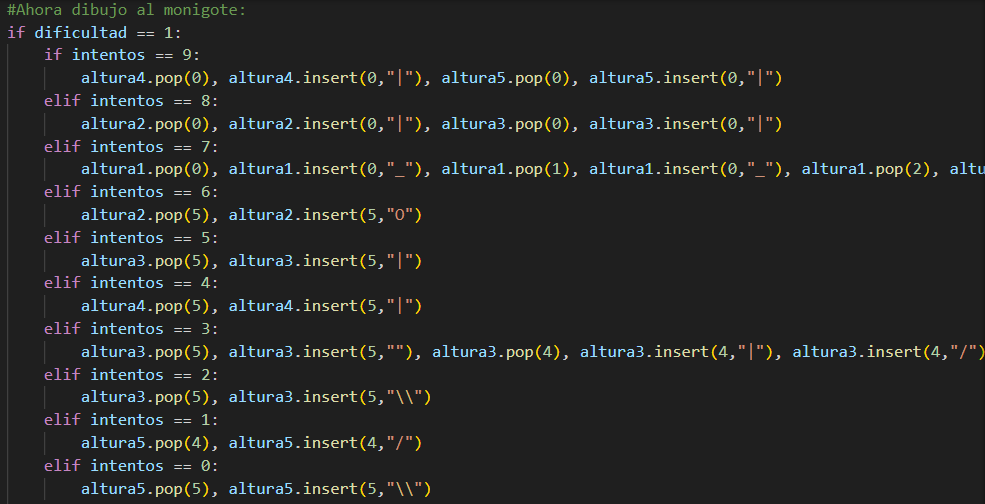 #Ahora dibujo al monigote:
if dificultad == 1:
    if intentos == 9:
        altura4.pop(0), altura4.insert(0,"|"), altura5.pop(0), altura5.insert(0,"|")
    elif intentos == 8:
        altura2.pop(0), altura2.insert(0,"|"), altura3.pop(0), altura3.insert(0,"|")
    elif intentos == 7:
        altura1.pop(0), altura1.insert(0,"_"), altura1.pop(1), altura1.insert(0,"_"), altura1.pop(2), altu
    elif intentos == 6:
        altura2.pop(5), altura2.insert(5,"O")
    elif intentos == 5:
        altura3.pop(5), altura3.insert(5,"|")
    elif intentos == 4:
        altura4.pop(5), altura4.insert(5,"|")
    elif intentos == 3:
        altura3.pop(5), altura3.insert(5,""), altura3.pop(4), altura3.insert(4,"|"), altura3.insert(4,"/")
    elif intentos == 2:
        altura3.pop(5), altura3.insert(5,"\\")
    elif intentos == 1:
        altura5.pop(4), altura5.insert(4,"/")
    elif intentos == 0:
        altura5.pop(5), altura5.insert(5,"\\")